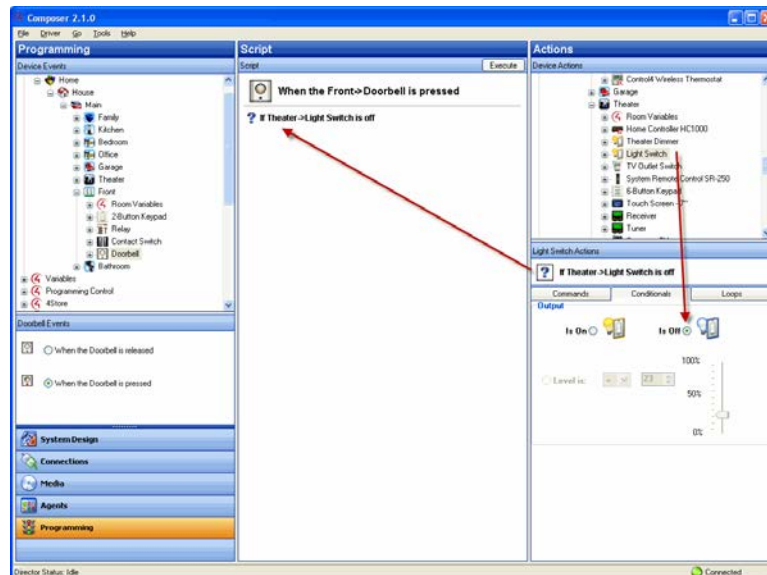 Composer 2.1.0
File Driver Go Tools Help
Programming
Device Events
Home
House
Main
Family
Kitchen
Bedroom
Office
Garage
Theater
Front
Room Variables
2-Button Keypad
Relay
Contact Switch
Doorbell
Bathroom
Variables
Programming Control
4Store
Doorbell Events
When the Doorbell is released
When the Doorbell is pressed
System Design
Connections
Media
Agents
Programming
Director Status: Idle
Script
Script Execute
When the Front->Doorbell is pressed
? If Theater->Light Switch is off
Actions
Device Actions
Control4 Wireless Thermostat
Garage
Theater
Room Variables
Home Controller HC1000
Theater Dimmer
Light Switch
TV Outlet Switch
System Remote Control SR-250
6-Button Keypad
Touch Screen - 7"
Receiver
Tuner
Light Switch Actions
? If Theater->Light Switch is off
Commands Conditionals Loops
Output
Is On Is Off
100%
Level is: 23
50%
0%
Connected